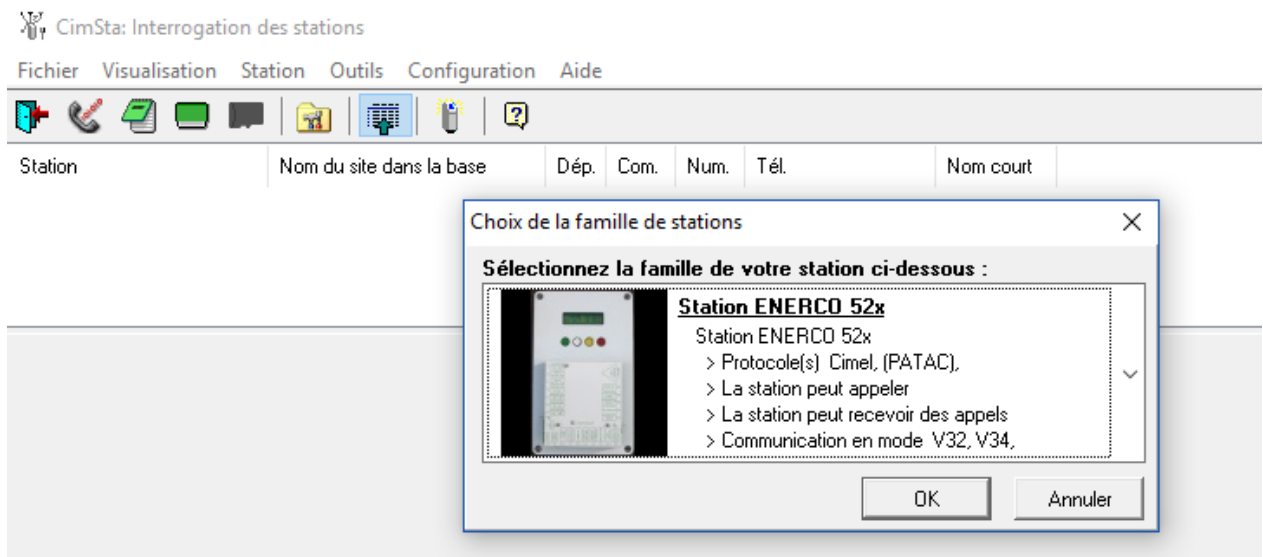 CimSta: Interrogation des stations
Fichier Visualisation Station Outils Configuration Aide
Station Nom du site dans la base Dép. Com. Num. Tél. Nom court
Choix de la famille de stations
Sélectionnez la famille de votre station ci-dessous :
Station ENERCO 52x
Station ENERCO 52x
> Protocole(s) Cimel, (PATAC),
> La station peut appeler
> La station peut recevoir des appels
> Communication en mode V32, V34,
OK Annuler